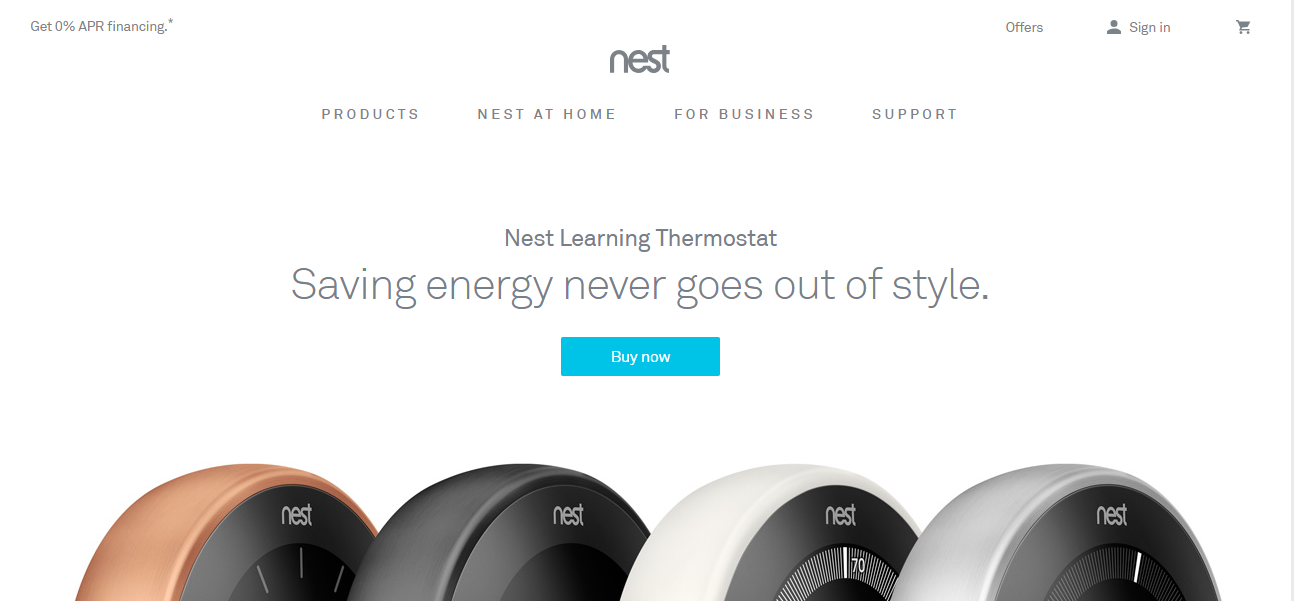 Get 0% APR financing.*
Offers
Sign in
nest
PRODUCTS
NEST AT HOME
FOR BUSINESS
SUPPORT
Nest Learning Thermostat
Saving energy never goes out of style.
Buy now
nest
nest
nest
nest
70